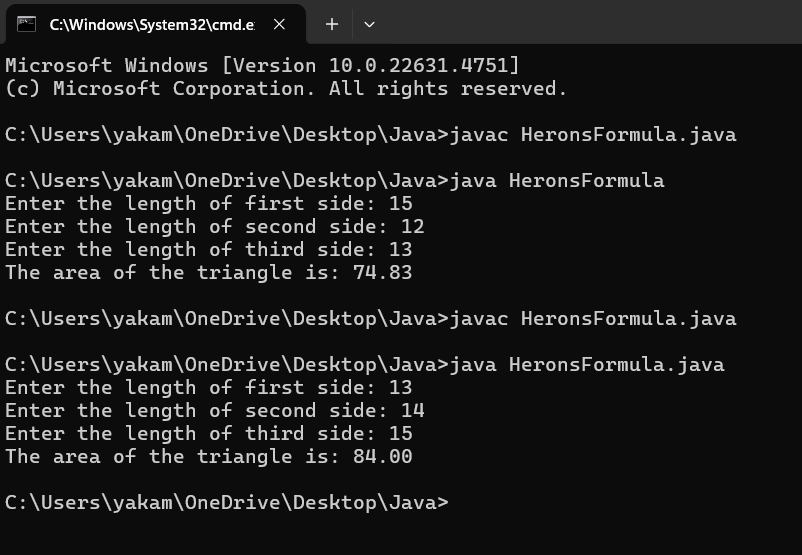 C:\Windows\System32\cmd.e
Microsoft Windows [Version 10.0.22631.4751]
(c) Microsoft Corporation. All rights reserved.
C:\Users\yakam\OneDrive\Desktop\Java>javac HeronsFormula.java
C:\Users\yakam\OneDrive\Desktop\Java>java HeronsFormula
Enter the length of first side: 15
Enter the length of second side: 12
Enter the length of third side: 13
The area of the triangle is: 74.83
C:\Users\yakam\OneDrive\Desktop\Java>javac HeronsFormula.java
C:\Users\yakam\OneDrive\Desktop\Java>java HeronsFormula.java
Enter the length of first side: 13
Enter the length of second side: 14
Enter the length of third side: 15
The area of the triangle is: 84.00
C:\Users\yakam\OneDrive\Desktop\Java>